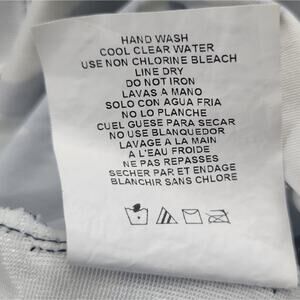 HAND WASH
COOL CLEAR WATER
USE NON CHLORINE BLEACH
LINE DRY
DO NOT IRON
LAVAS A MANO
SOLO CON AGUA FRIA
NO LO PLANCHE
CUEL GUESE PARA SECAR
NO USE BLANQUEDOR
LAVAGE A LA MAIN
A L'EAU FROIDE
NE PAS REPASSES
SECHER PAR ET ENDAGE
BLANCHIR SANS CHLORE